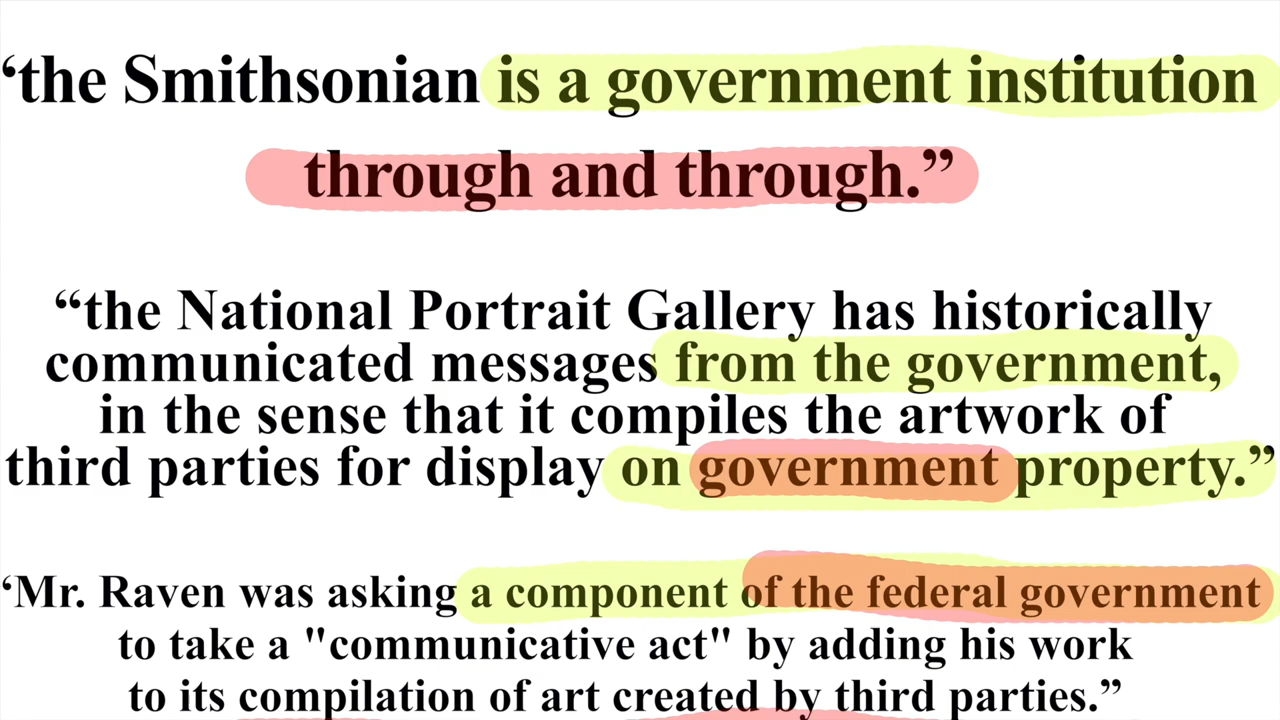 ‘the Smithsonian is a government institution
through and through.”
“the National Portrait Gallery has historically
communicated messages from the government,
in the sense that it compiles the artwork of
third parties for display on government property.”
‘Mr. Raven was asking a component of the federal government
to take a "communicative act" by adding his work
to its compilation of art created by third parties.”